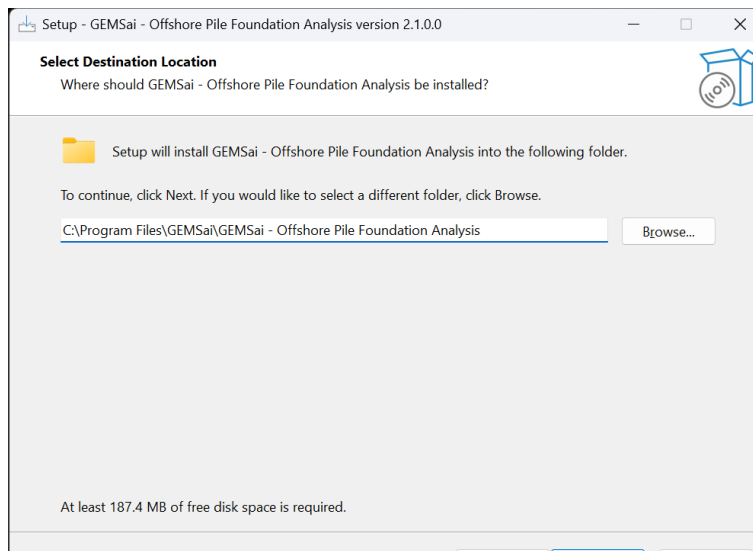 Setup - GEMSai - Offshore Pile Foundation Analysis version 2.1.0.0
Select Destination Location
Where should GEMSai - Offshore Pile Foundation Analysis be installed?
Setup will install GEMSai - Offshore Pile Foundation Analysis into the following folder.
To continue, click Next. If you would like to select a different folder, click Browse.
C:\Program Files\GEMSai\GEMSai - Offshore Pile Foundation Analysis
Browse...
At least 187.4 MB of free disk space is required.